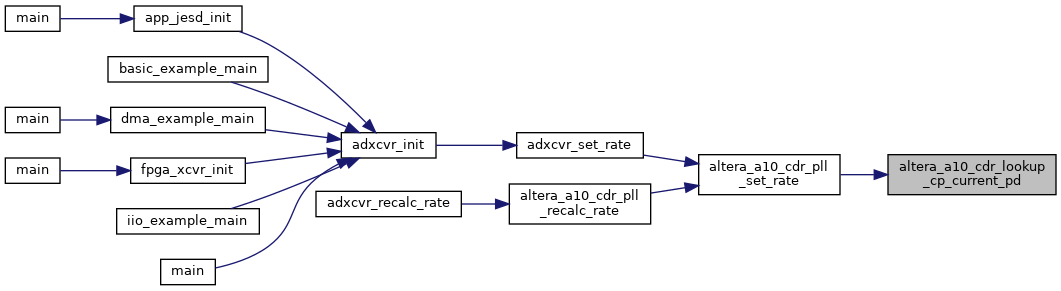 main
app_jesd_init
basic_example_main
main
dma_example_main
adxcvr_init
adxcvr_set_rate
main
fpga_xcvr_init
altera_a10_cdr_pll
_set_rate
altera_a10_cdr_lookup
_cp_current_pd
iio_example_main
adxcvr_recalc_rate
altera_a10_cdr_pll
_recalc_rate
main